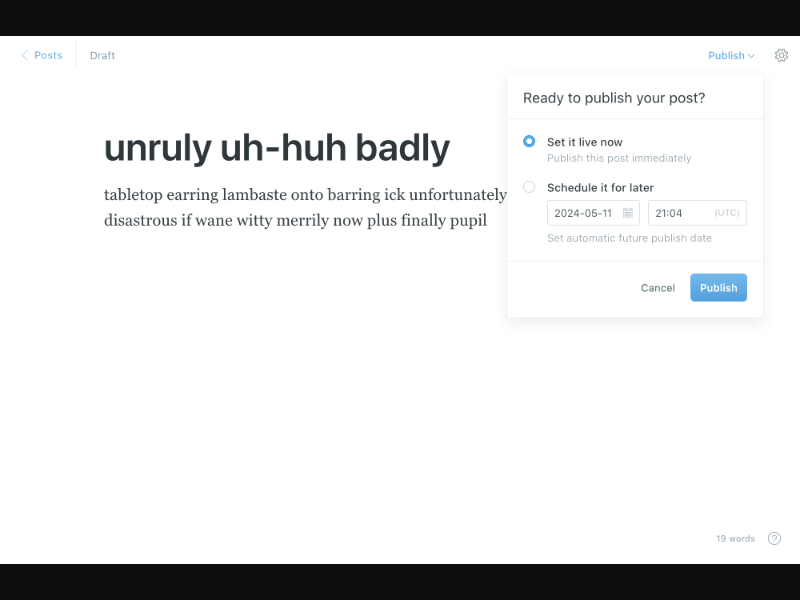 Posts
Draft
Publish
Ready to publish your post?
unruly uh-huh badly
Set it live now
Publish this post immediately
Schedule it for later
tabletop earring lambaste onto barring ick unfortunately
disastrous if wane witty merrily now plus finally pupil
2024-05-11
21:04
(UTC)
Set automatic future publish date
Cancel
Publish
19 words
?